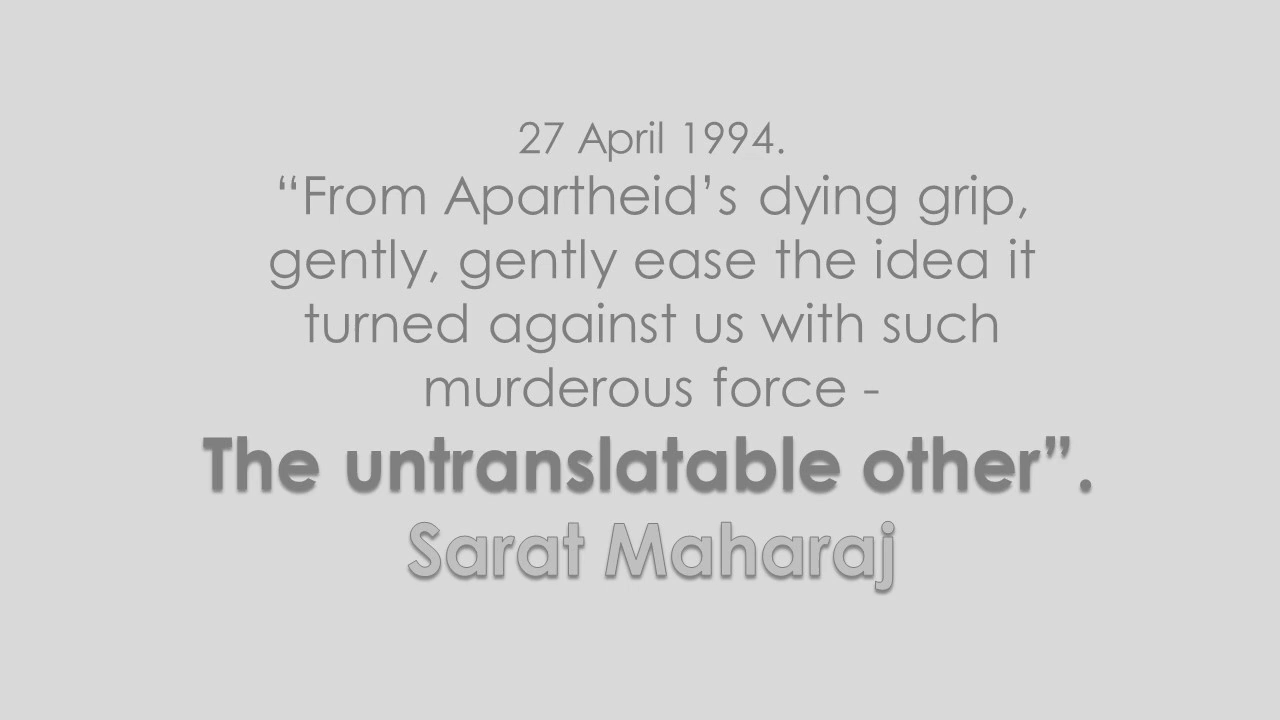 27 April 1994.
“From Apartheid’s dying grip,
gently, gently ease the idea it
turned against us with such
murderous force -
The untranslatable other”.
Sarat Maharaj